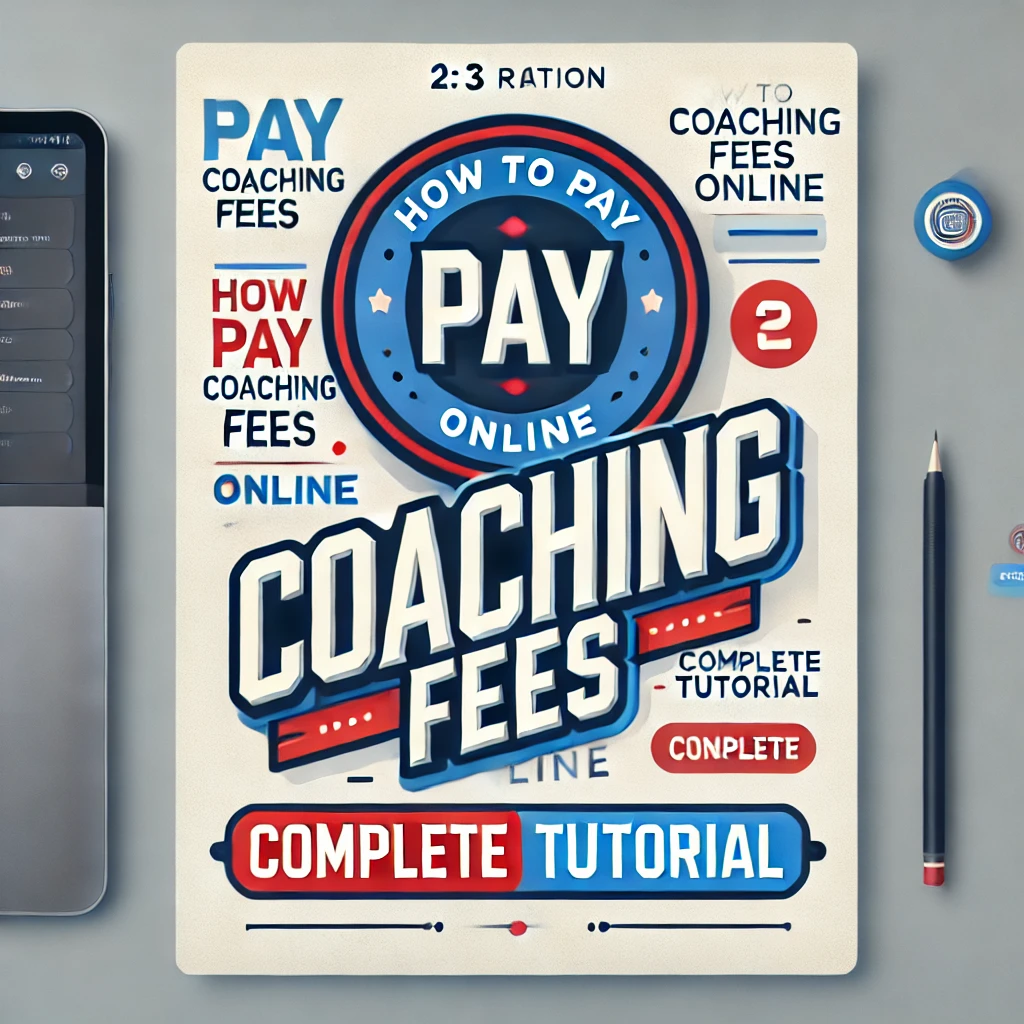 2:3 RATION
PAY
COACHING
FEES
HOW
PAY
COACHING
FEES
ONLINE
HOW TO PAY
PAY
ONLINE
TO
COACHING
FEES
ONLINE
2
COACHING
FEES
COMPLETE
TUTORIAL
CONPLETE
LINE
COMPLETE TUTORIAL